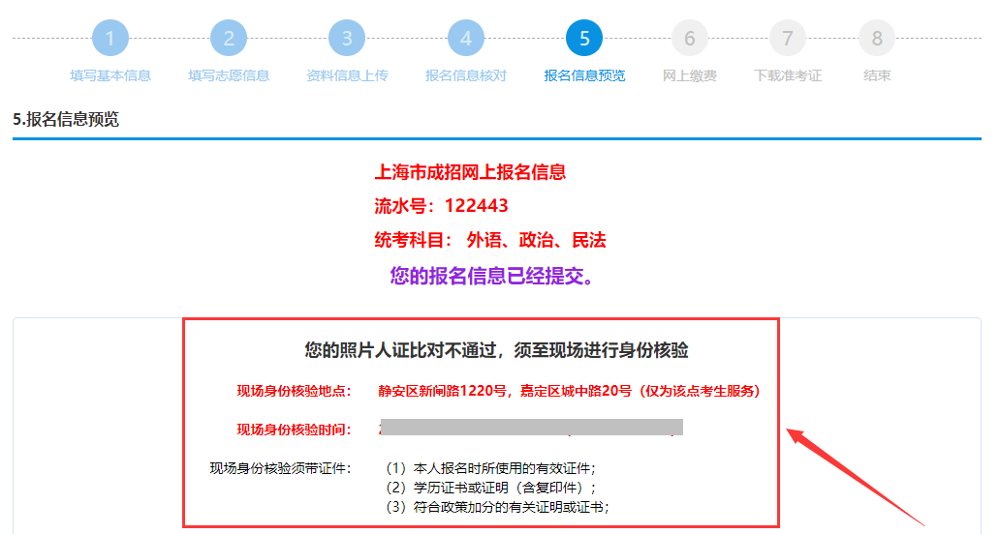 1 2 3 4 5 6 7 8
填写基本信息 填写志愿信息 资料信息上传 报名信息核对 报名信息预览 网上缴费 下载准考证 结束
5.报名信息预览
上海市成招网上报名信息
流水号：122443
统考科目： 外语、政治、民法
您的报名信息已经提交。
您的照片人证比对不通过，须至现场进行身份核验
现场身份核验地点： 静安区新闸路1220号，嘉定区城中路20号（仅为该点考生服务）
现场身份核验时间：
现场身份核验须带证件： （1）本人报名时所使用的有效证件；
（2）学历证书或证明（含复印件）；
（3）符合政策加分的有关证明或证书；